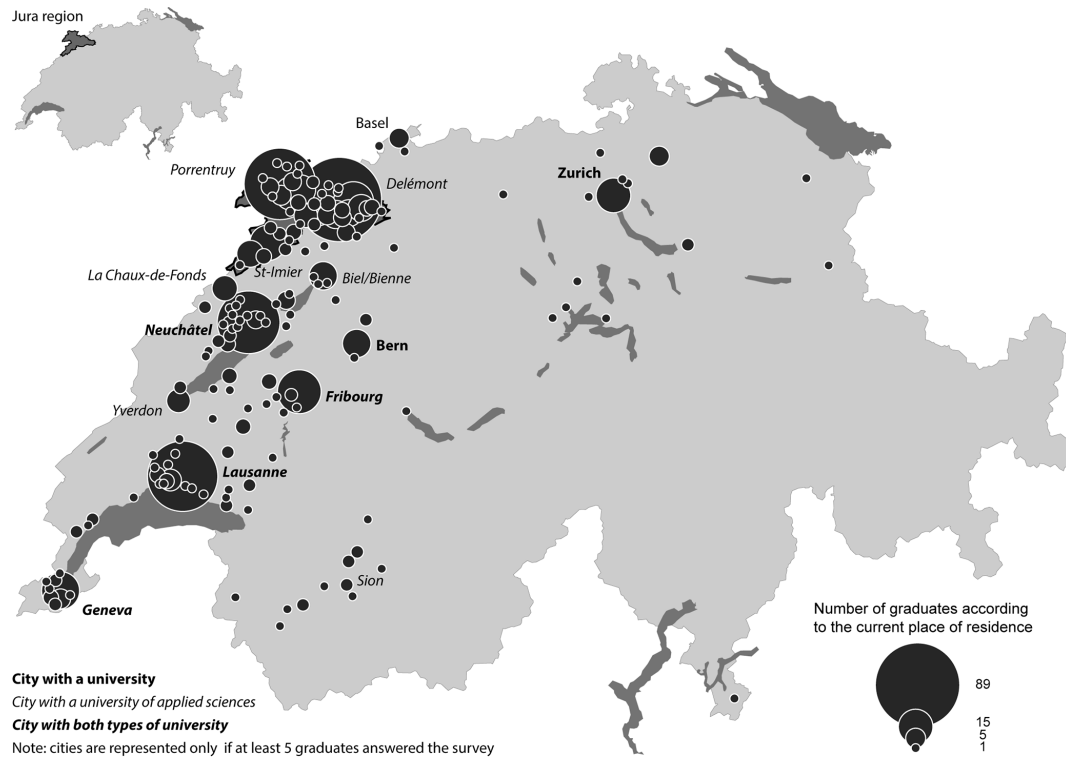 Jura region
Basel
Porrentruy
Delémont
Zurich
La Chaux-de-Fonds
St-Imier
Biel/Bienne
Neuchâtel
Bern
Fribourg
Yverdon
Lausanne
Sion
Geneva
Number of graduates according
to the current place of residence
89
15
5
1
City with a university
City with a university of applied sciences
City with both types of university
Note: cities are represented only if at least 5 graduates answered the survey